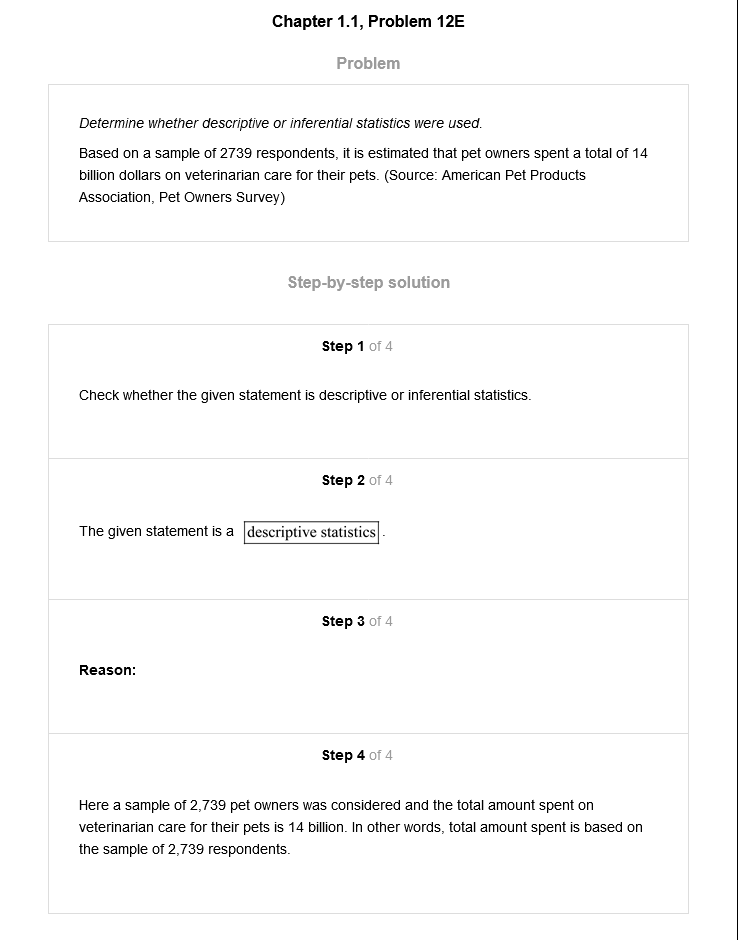 Chapter 1.1, Problem 12E
Problem
Determine whether descriptive or inferential statistics were used.
Based on a sample of 2739 respondents, it is estimated that pet owners spent a total of 14
billion dollars on veterinarian care for their pets. (Source: American Pet Products
Association, Pet Owners Survey)
Step-by-step solution
Step 1 of 4
Check whether the given statement is descriptive or inferential statistics.
Step 2 of 4
The given statement is a descriptive statistics.
Step 3 of 4
Reason:
Step 4 of 4
Here a sample of 2,739 pet owners was considered and the total amount spent on
veterinarian care for their pets is 14 billion. In other words, total amount spent is based on
the sample of 2,739 respondents.